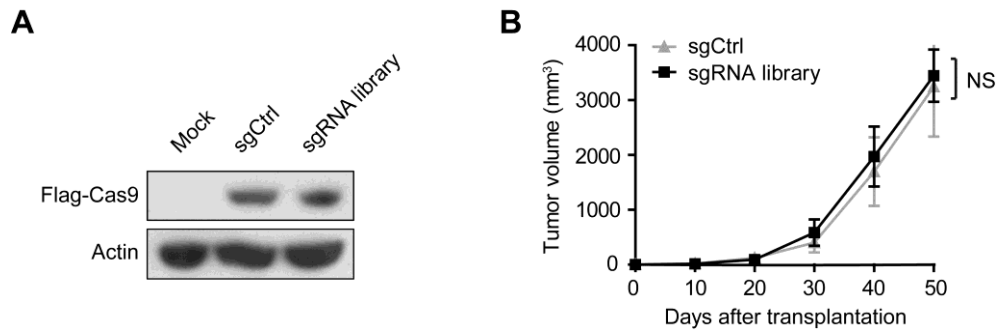 A
Mock
sgCtrl
sgRNA library
Flag-Cas9
Actin
B
sgCtrl
sgRNA library
NS
Tumor volume (mm³)
4000
3000
2000
1000
0
0 10 20 30 40 50
Days after transplantation